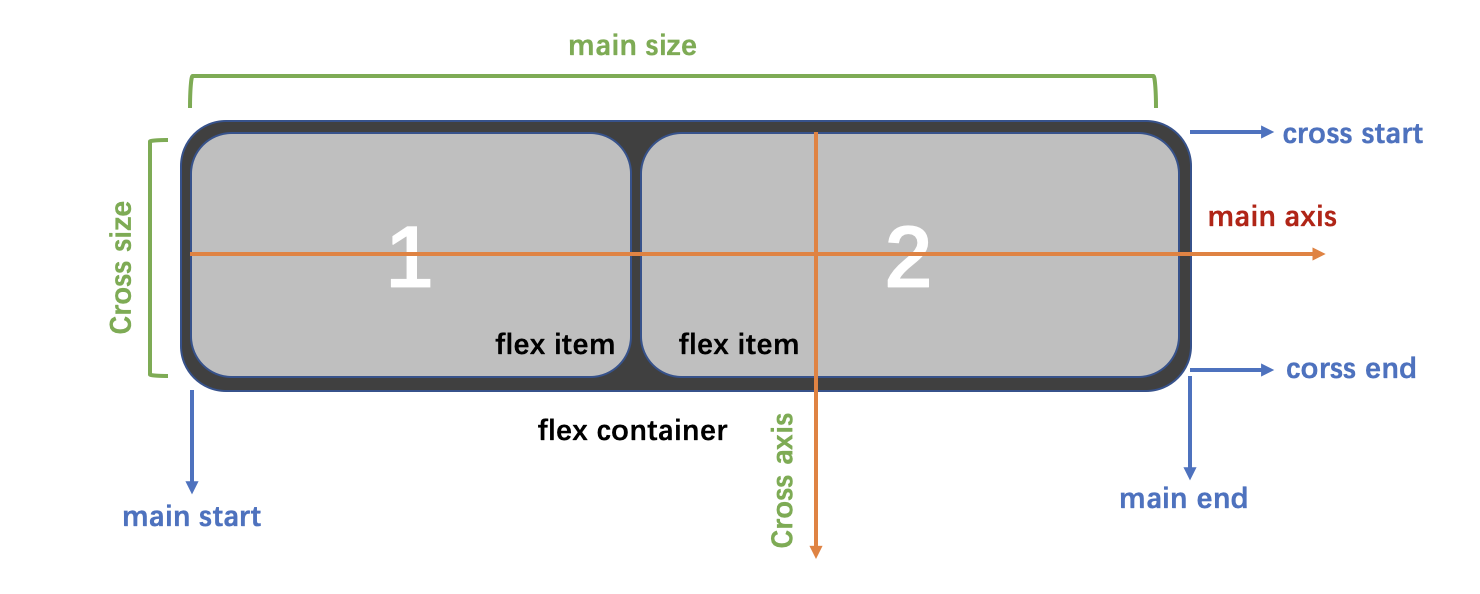 main size
cross start
main axis
Cross size
1
2
flex item
flex item
corss end
flex container
Cross axis
main start
main end